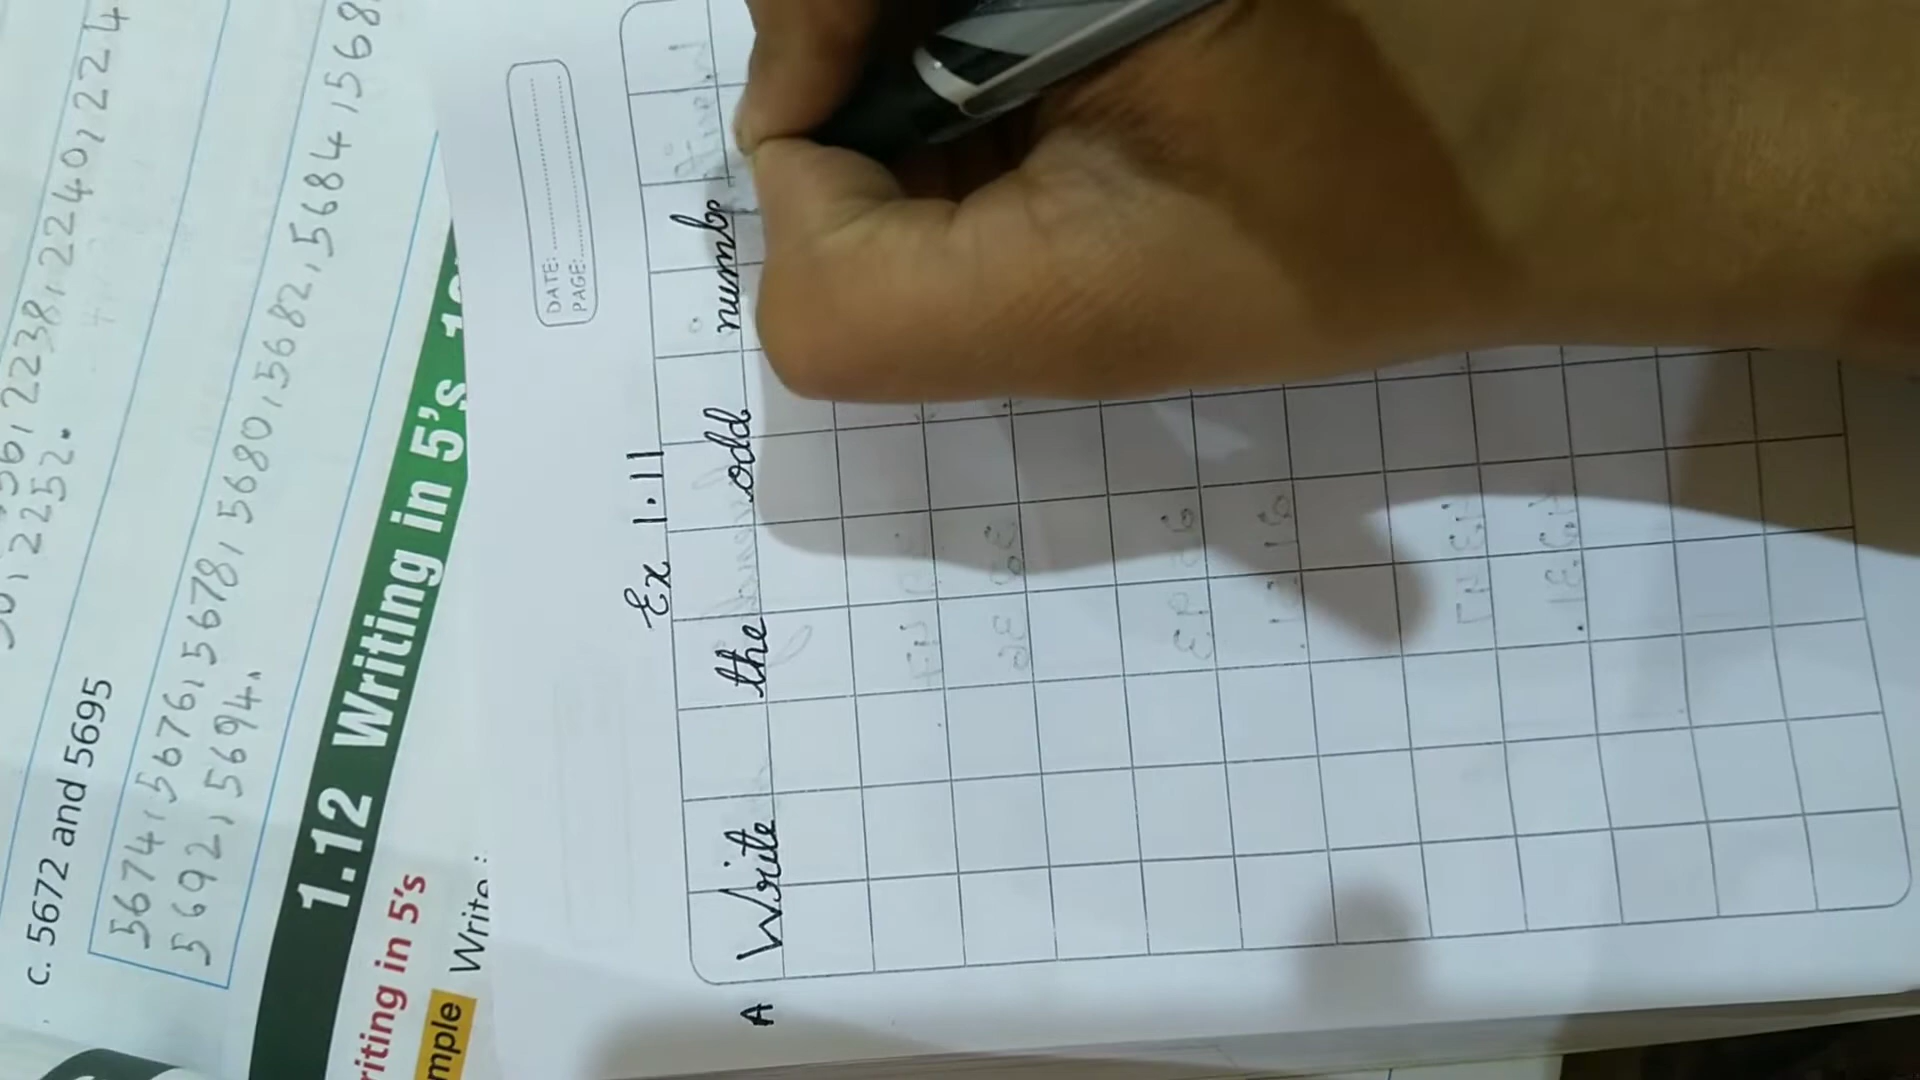 2238, 2240, 2224
2252.
c. 5672 and 5695
5674, 5676, 5678, 5680, 5682, 5684, 568
5692, 5694,
1.12 Writing in 5's
riting in 5's
mple Write:
DATE:
PAGE:
Ex 1.11
A Write the odd numb